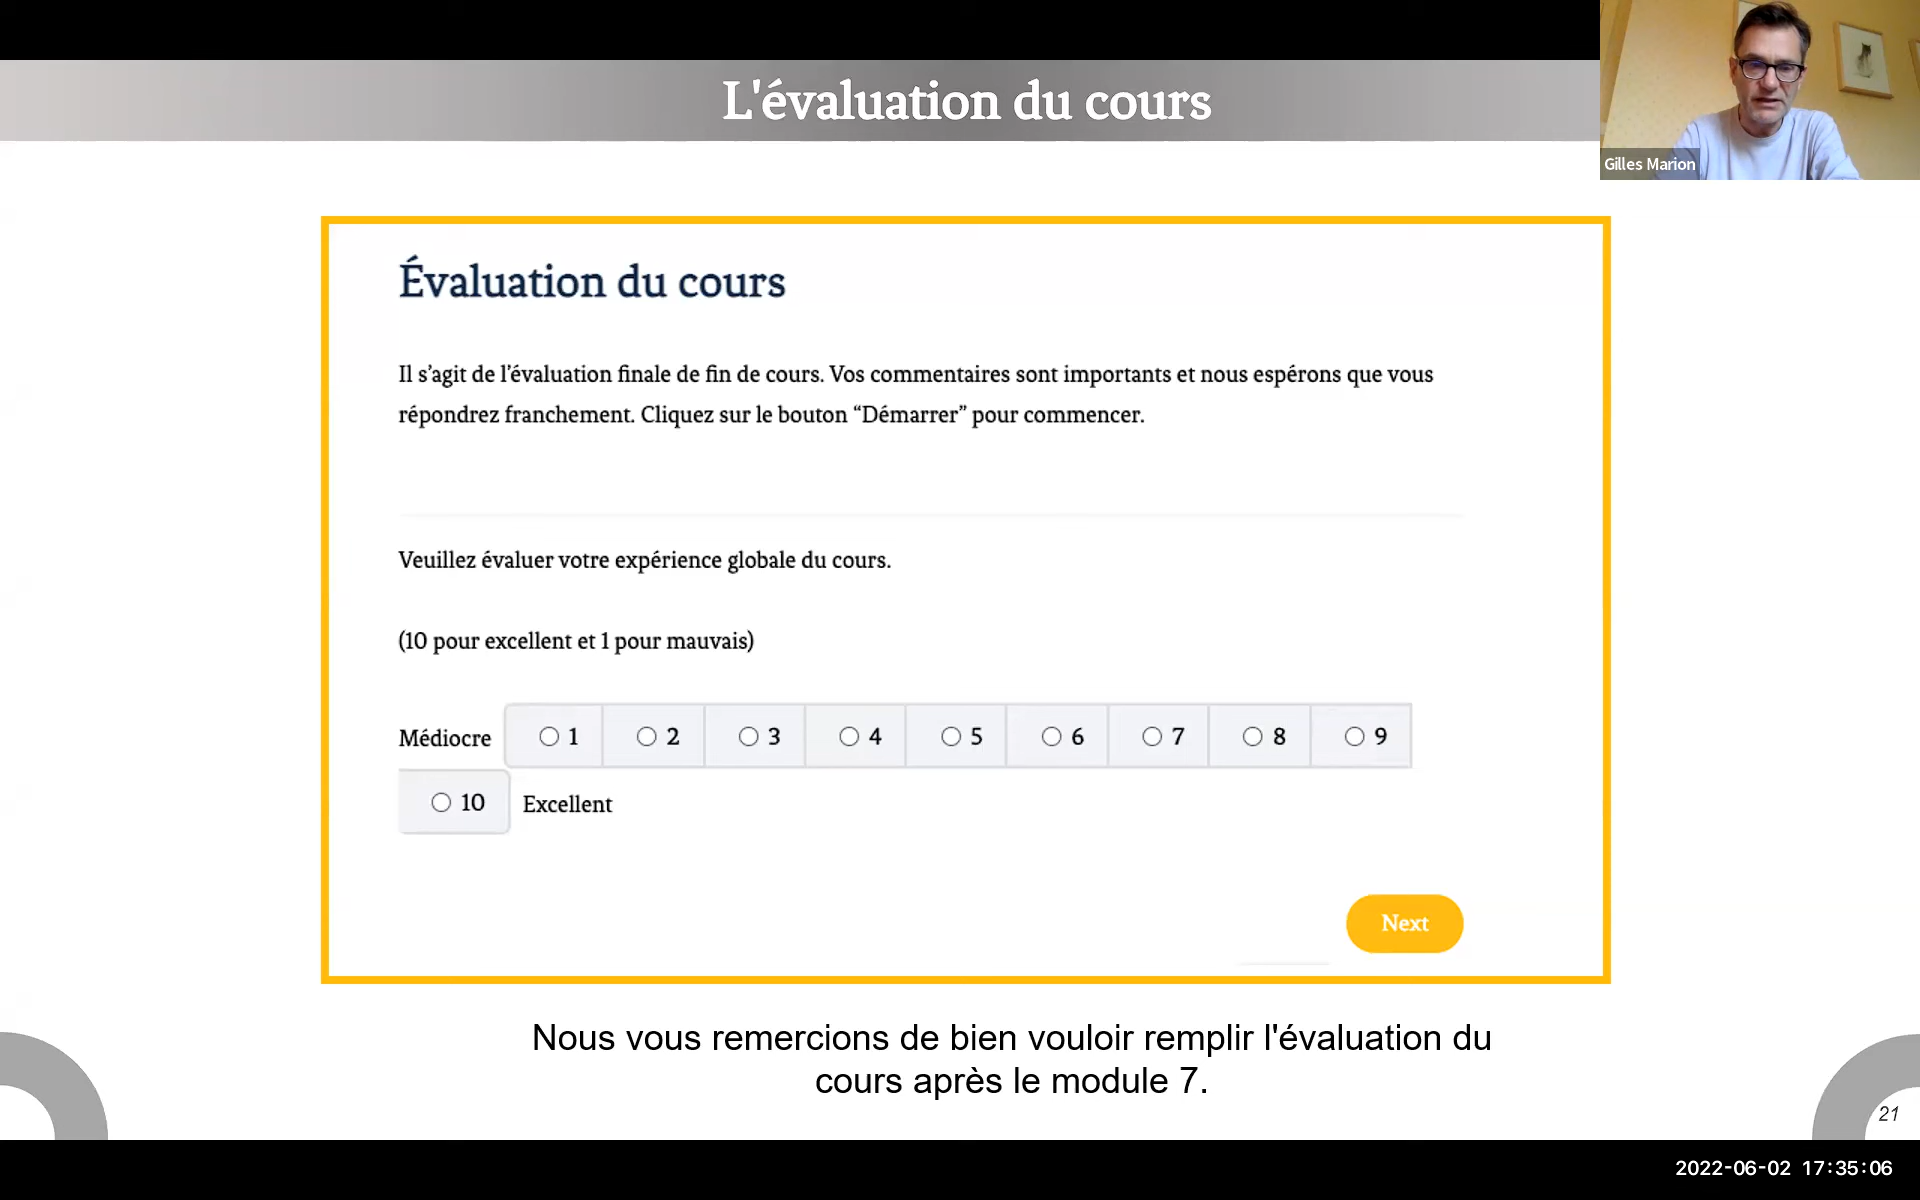 L'évaluation du cours
Gilles Marion
Évaluation du cours
Il s’agit de l’évaluation finale de fin de cours. Vos commentaires sont importants et nous espérons que vous
répondrez franchement. Cliquez sur le bouton “Démarrer” pour commencer.
Veuillez évaluer votre expérience globale du cours.
(10 pour excellent et 1 pour mauvais)
Médiocre 1 2 3 4 5 6 7 8 9
10 Excellent
Next
Nous vous remercions de bien vouloir remplir l'évaluation du
cours après le module 7.
21
2022-06-02 17:35:06